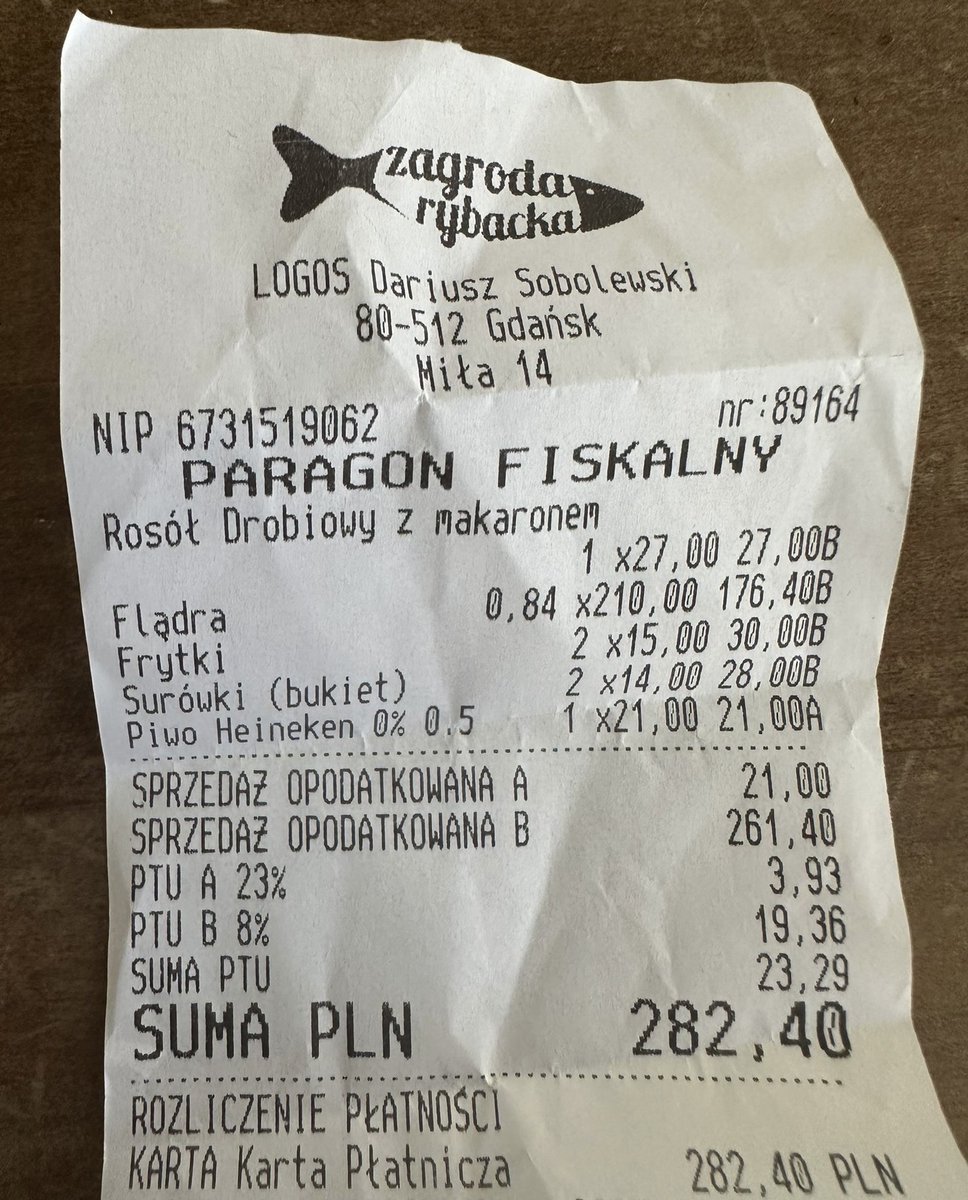 zagroda
rybacka
LOGOS Dariusz Sobolewski
80-512 Gdańsk
Miła 14
NIP 6731519062 nr:89164
PARAGON FISKALNY
Rosół Drobiowy z makaronem
1 x27,00 27,00B
Flądra 0,84 x210,00 176,40B
Frytki 2 x15,00 30,00B
Surówki (bukiet) 2 x14,00 28,00B
Piwo Heineken 0% 0.5 1 x21,00 21,00A
SPRZEDAŻ OPODATKOWANA A 21,00
SPRZEDAŻ OPODATKOWANA B 261,40
PTU A 23% 3,93
PTU B 8% 19,36
SUMA PTU 23,29
SUMA PLN 282,40
ROZLICZENIE PŁATNOŚCI
KARTA Karta Płatnicza 282,40 PLN